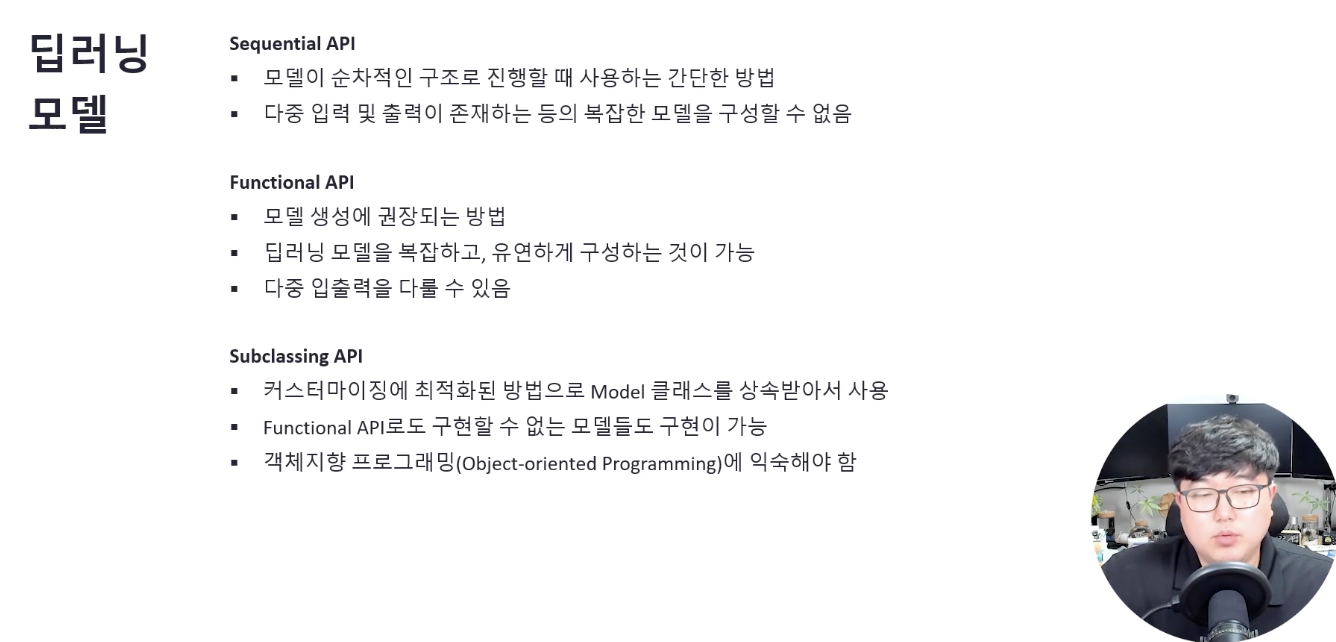 딥러닝
모델
Sequential API
▪ 모델이 순차적인 구조로 진행할 때 사용하는 간단한 방법
▪ 다중 입력 및 출력이 존재하는 등의 복잡한 모델을 구성할 수 없음
Functional API
▪ 모델 생성에 권장되는 방법
▪ 딥러닝 모델을 복잡하고, 유연하게 구성하는 것이 가능
▪ 다중 입출력을 다룰 수 있음
Subclassing API
▪ 커스터마이징에 최적화된 방법으로 Model 클래스를 상속받아서 사용
▪ Functional API로도 구현할 수 없는 모델들도 구현이 가능
▪ 객체지향 프로그래밍(Object-oriented Programming)에 익숙해야 함